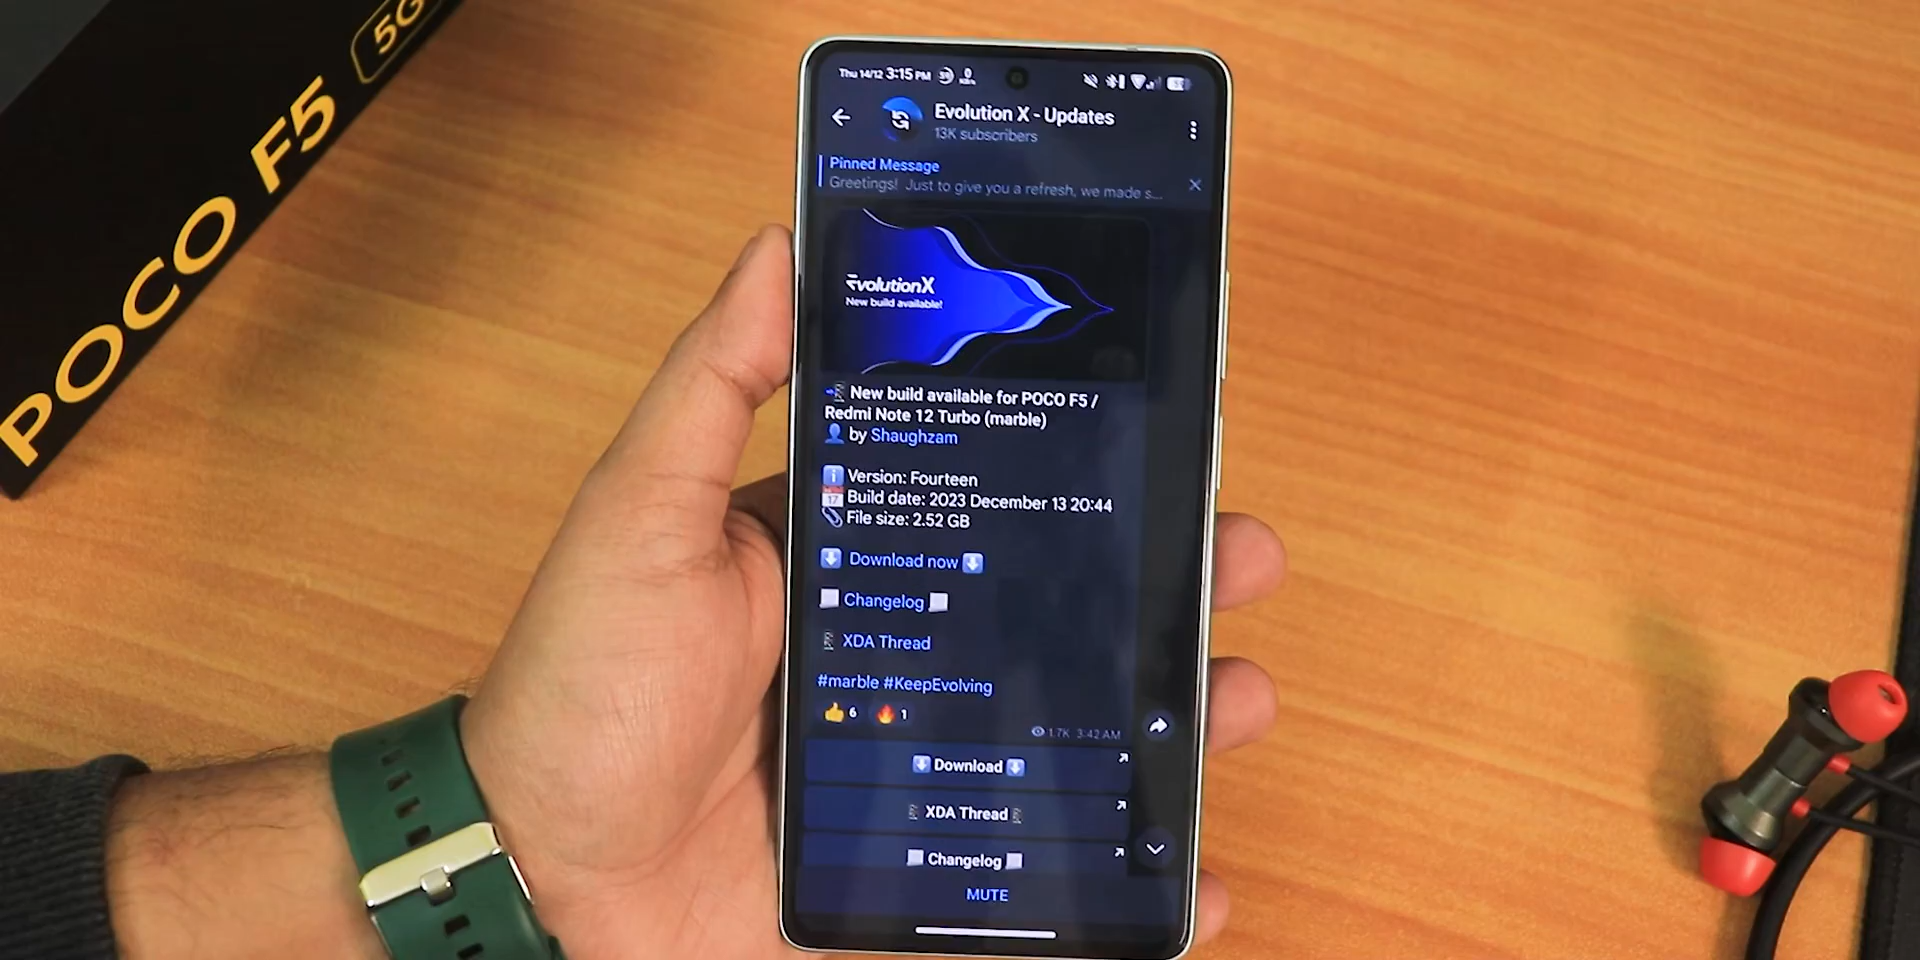 POCO F5 5G
Thu 14/12 3:15 PM
Evolution X - Updates
13K subscribers
Pinned Message
Greetings! Just to give you a refresh, we made s...
EvolutionX
New build available!
New build available for POCO F5 /
Redmi Note 12 Turbo (marble)
by Shaughzam
Version: Fourteen
Build date: 2023 December 13 20:44
File size: 2.52 GB
Download now
Changelog
XDA Thread
#marble #KeepEvolving
6 1
1.7K 3:42 AM
Download
XDA Thread
Changelog
MUTE